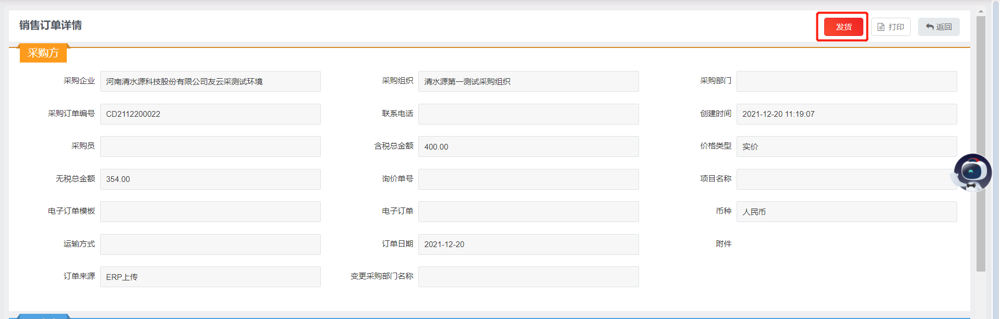 销售订单详情
发货
打印
返回
采购方
采购企业 河南清水源科技股份有限公司友云采测试环境 采购组织 清水源第一测试采购组织 采购部门
采购订单编号 CD2112200022 联系电话 创建时间 2021-12-20 11:19:07
采购员 含税总金额 400.00 价格类型 实价
无税总金额 354.00 询价单号 项目名称
电子订单模板 电子订单 币种 人民币
运输方式 订单日期 2021-12-20 附件
订单来源 ERP上传 变更采购部门名称